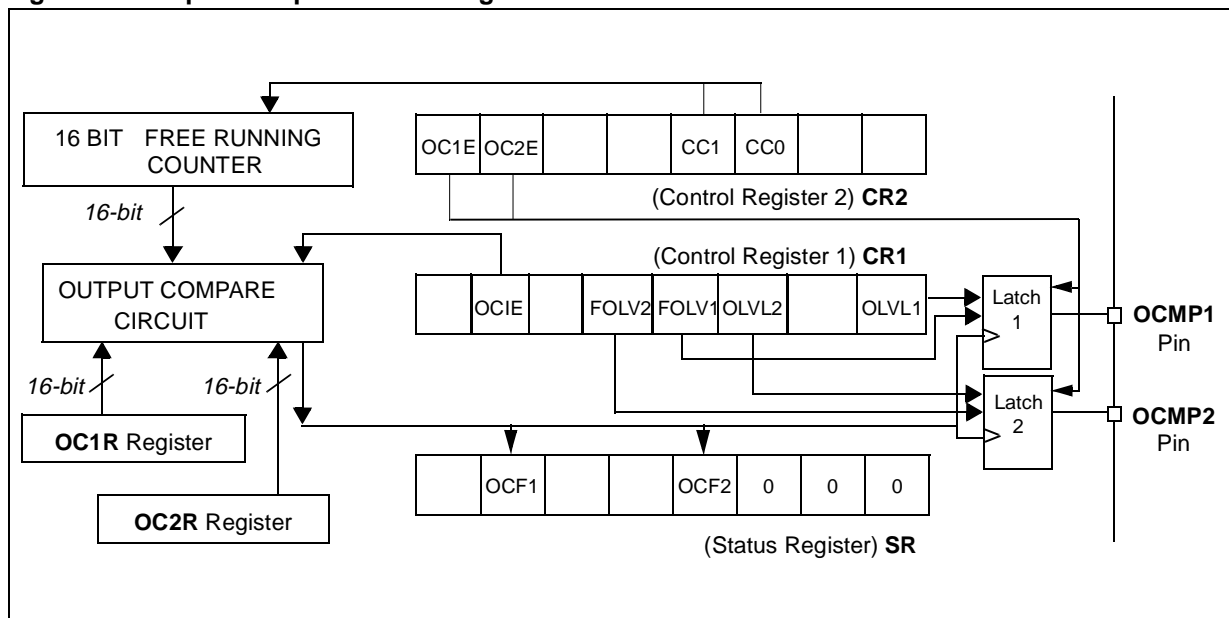 16 BIT FREE RUNNING
COUNTER
OC1E OC2E CC1 CC0
(Control Register 2) CR2
16-bit
(Control Register 1) CR1
OUTPUT COMPARE
CIRCUIT
OCIE FOLV2 FOLV1 OLVL2 OLVL1
Latch
1
OCMP1
Pin
16-bit 16-bit
Latch
2
OCMP2
Pin
OC1R Register
OCF1 OCF2 0 0 0
OC2R Register
(Status Register) SR